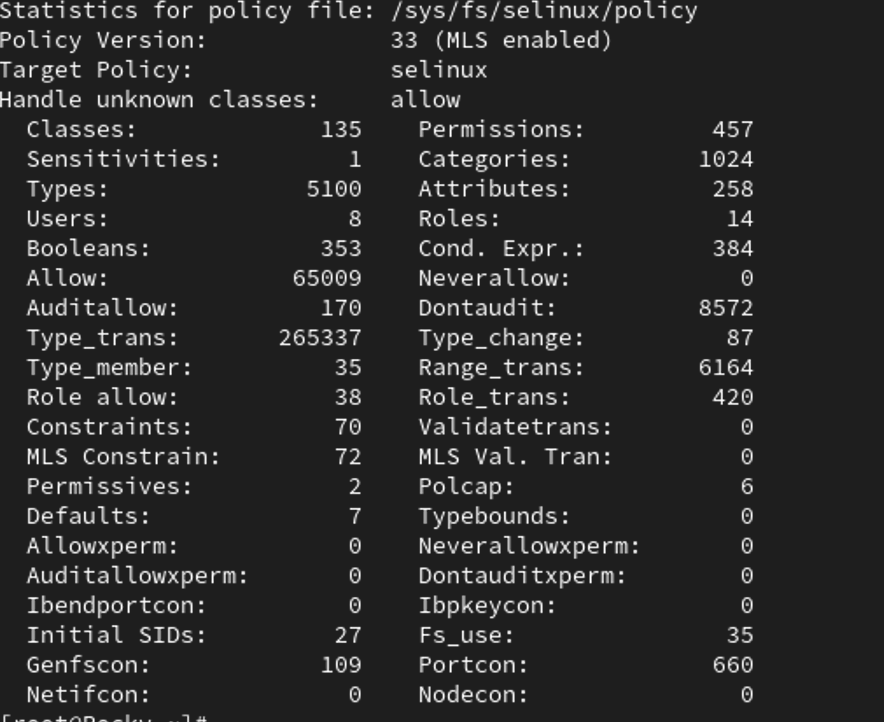 Statistics for policy file: /sys/fs/selinux/policy
Policy Version: 33 (MLS enabled)
Target Policy: selinux
Handle unknown classes: allow
Classes: 135 Permissions: 457
Sensitivities: 1 Categories: 1024
Types: 5100 Attributes: 258
Users: 8 Roles: 14
Booleans: 353 Cond. Expr.: 384
Allow: 65009 Neverallow: 0
Auditallow: 170 Dontaudit: 8572
Type_trans: 265337 Type_change: 87
Type_member: 35 Range_trans: 6164
Role allow: 38 Role_trans: 420
Constraints: 70 Validatetrans: 0
MLS Constrain: 72 MLS Val. Tran: 0
Permissives: 2 Polcap: 6
Defaults: 7 Typebounds: 0
Allowxperm: 0 Neverallowxperm: 0
Auditallowxperm: 0 Dontauditxperm: 0
Ibendportcon: 0 Ibpkeycon: 0
Initial SIDs: 27 Fs_use: 35
Genfscon: 109 Portcon: 660
Netifcon: 0 Nodecon: 0
[root@Rocky ~]#